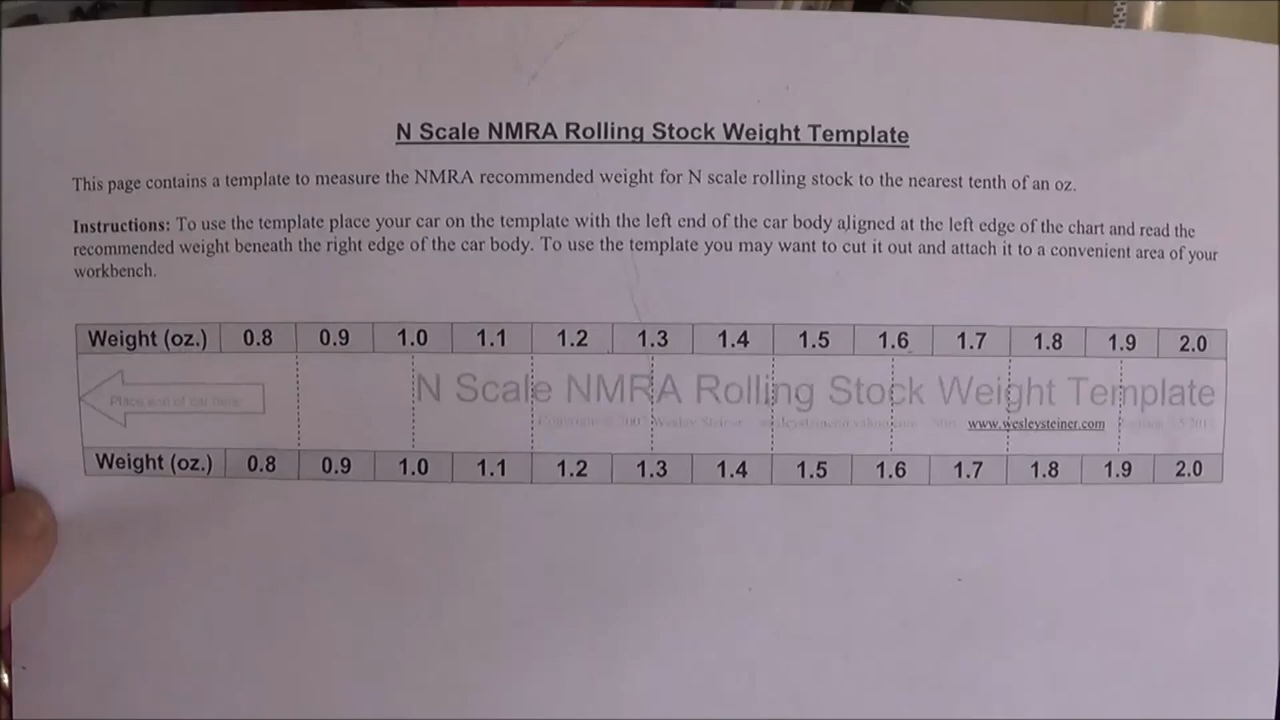 N Scale NMRA Rolling Stock Weight Template
This page contains a template to measure the NMRA recommended weight for N scale rolling stock to the nearest tenth of an oz.
Instructions: To use the template place your car on the template with the left end of the car body aligned at the left edge of the chart and read the
recommended weight beneath the right edge of the car body. To use the template you may want to cut it out and attach it to a convenient area of your
workbench.
Weight (oz.) 0.8 0.9 1.0 1.1 1.2 1.3 1.4 1.5 1.6 1.7 1.8 1.9 2.0
Place end of car here N Scale NMRA Rolling Stock Weight Template
Copyright © Wesley Steiner www.wesleysteiner.com
Weight (oz.) 0.8 0.9 1.0 1.1 1.2 1.3 1.4 1.5 1.6 1.7 1.8 1.9 2.0